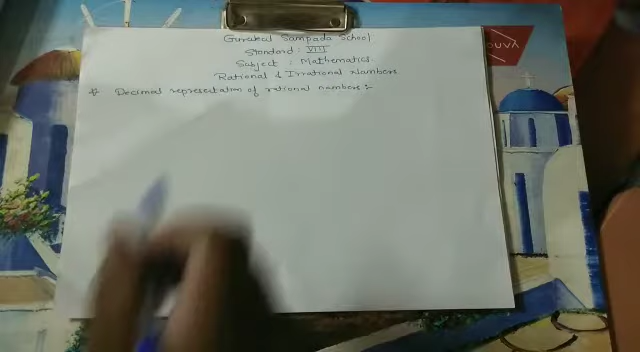 Gurukul Sampada School
Standard : VIII
Subject : Mathematics.
Rational & Irrational Numbers
* Decimal representation of rational numbers :-